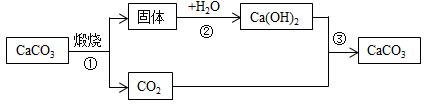 固体
+H₂O
②
Ca(OH)₂
CaCO₃
煅烧
①
③
CaCO₃
CO₂